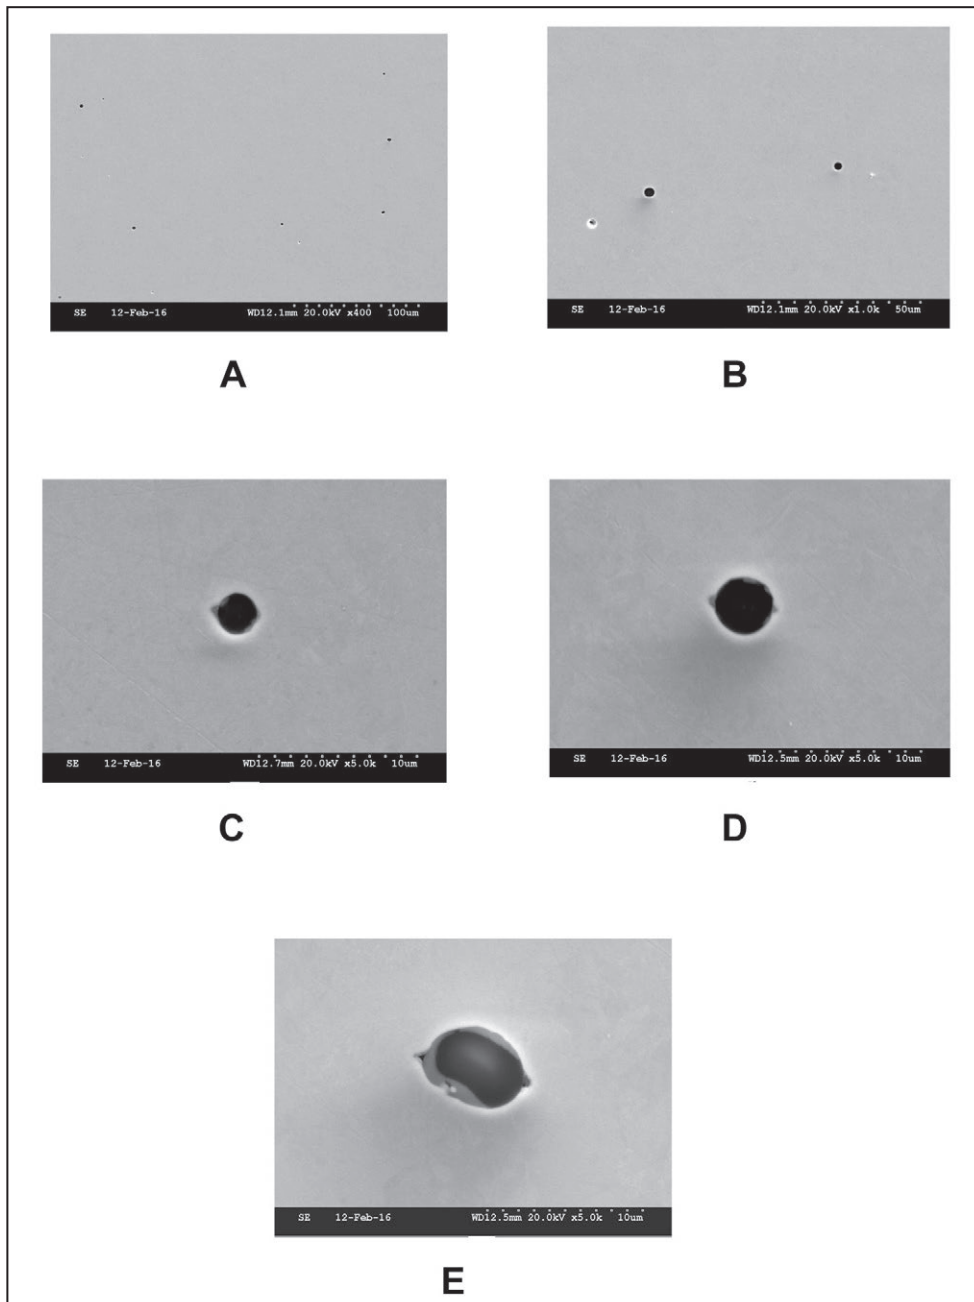 SE 12-Feb-16 WD12.1mm 20.0kV x400 100um
A
SE 12-Feb-16 WD12.1mm 20.0kV x1.0k 50um
B
SE 12-Feb-16 WD12.7mm 20.0kV x5.0k 10um
C
SE 12-Feb-16 WD12.5mm 20.0kV x5.0k 10um
D
SE 12-Feb-16 WD12.5mm 20.0kV x5.0k 10um
E